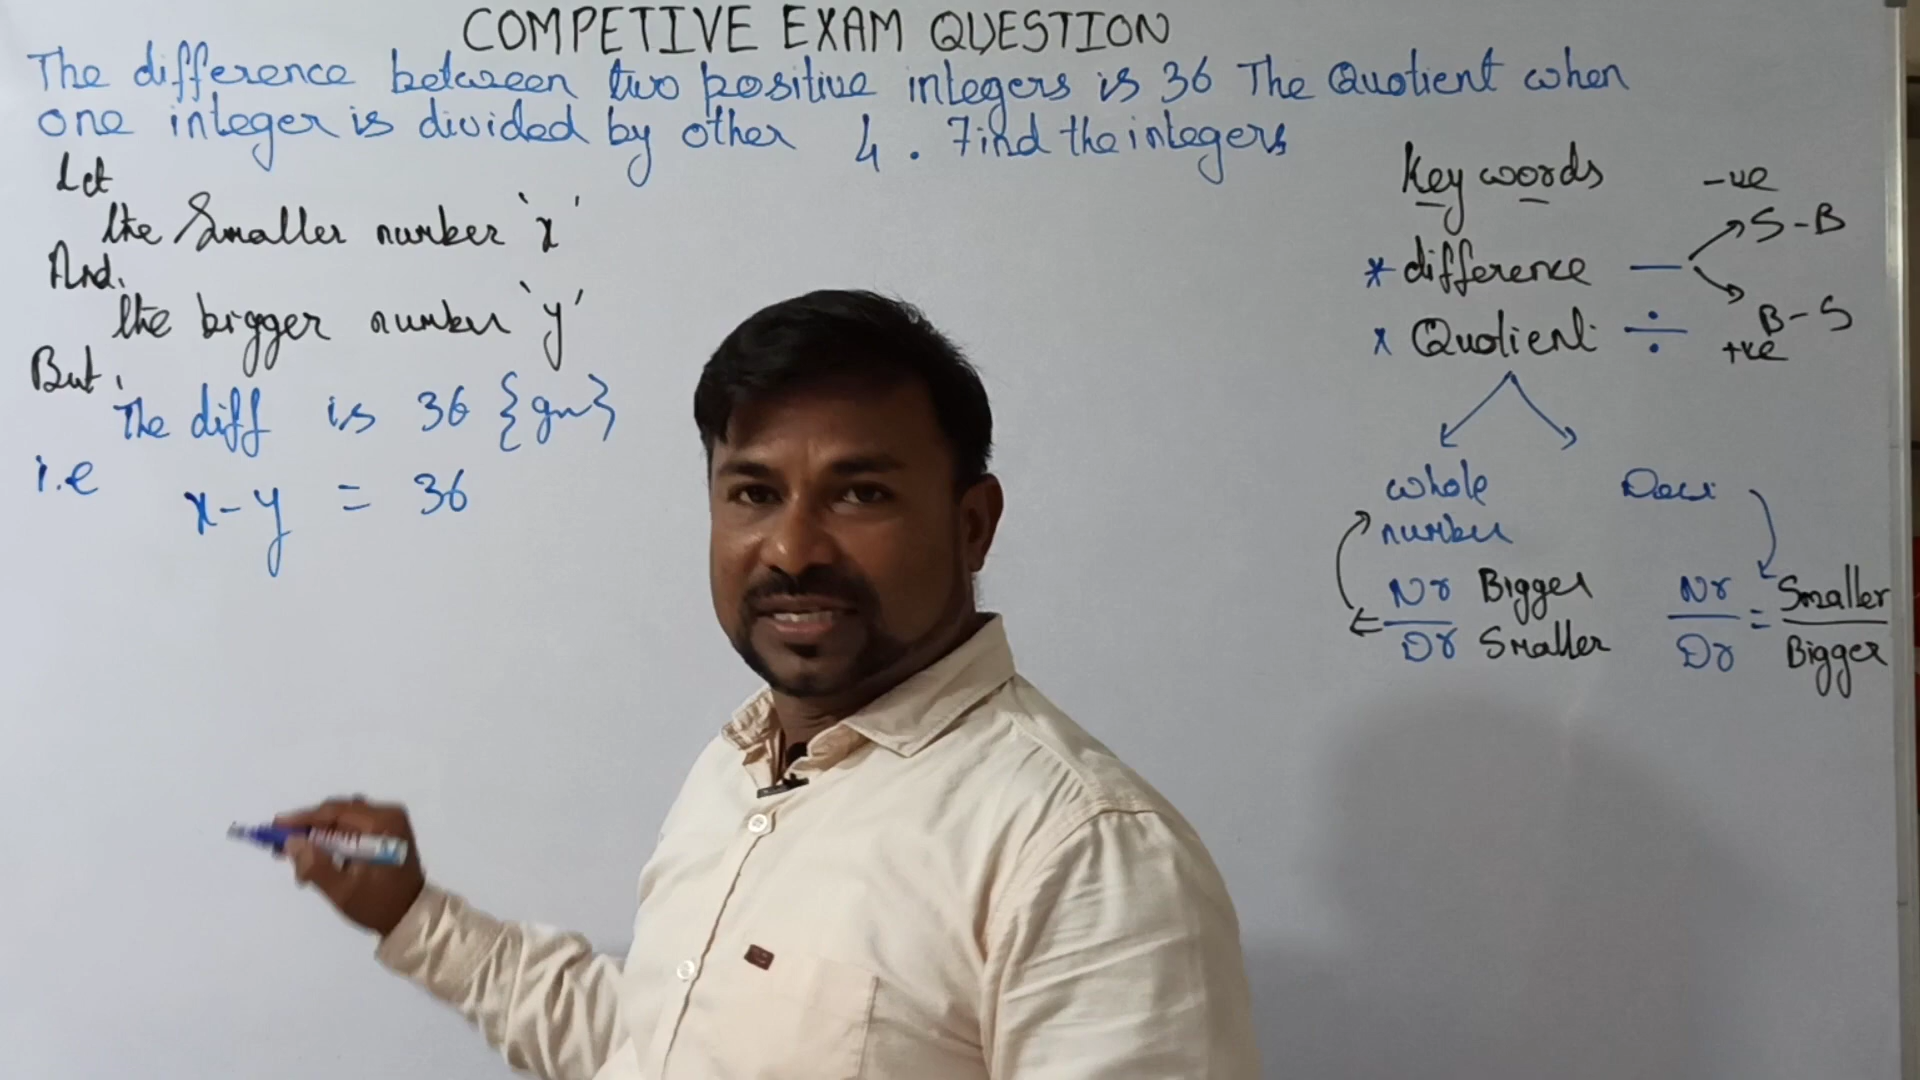 COMPETIVE EXAM QUESTION
The difference between two positive integers is 36 The Quotient when
one integer is divided by other 4. Find the integers
Let
the Smaller number 'x'
And,
the bigger number 'y'
But,
The diff is 36 {gn}
i.e x-y = 36
Key words
-ve
S-B
* difference —
B-S
+ve
x Quotient ÷
whole
number
Deci
Nr Bigger
Dr Smaller
Nr = Smaller
Dr Bigger